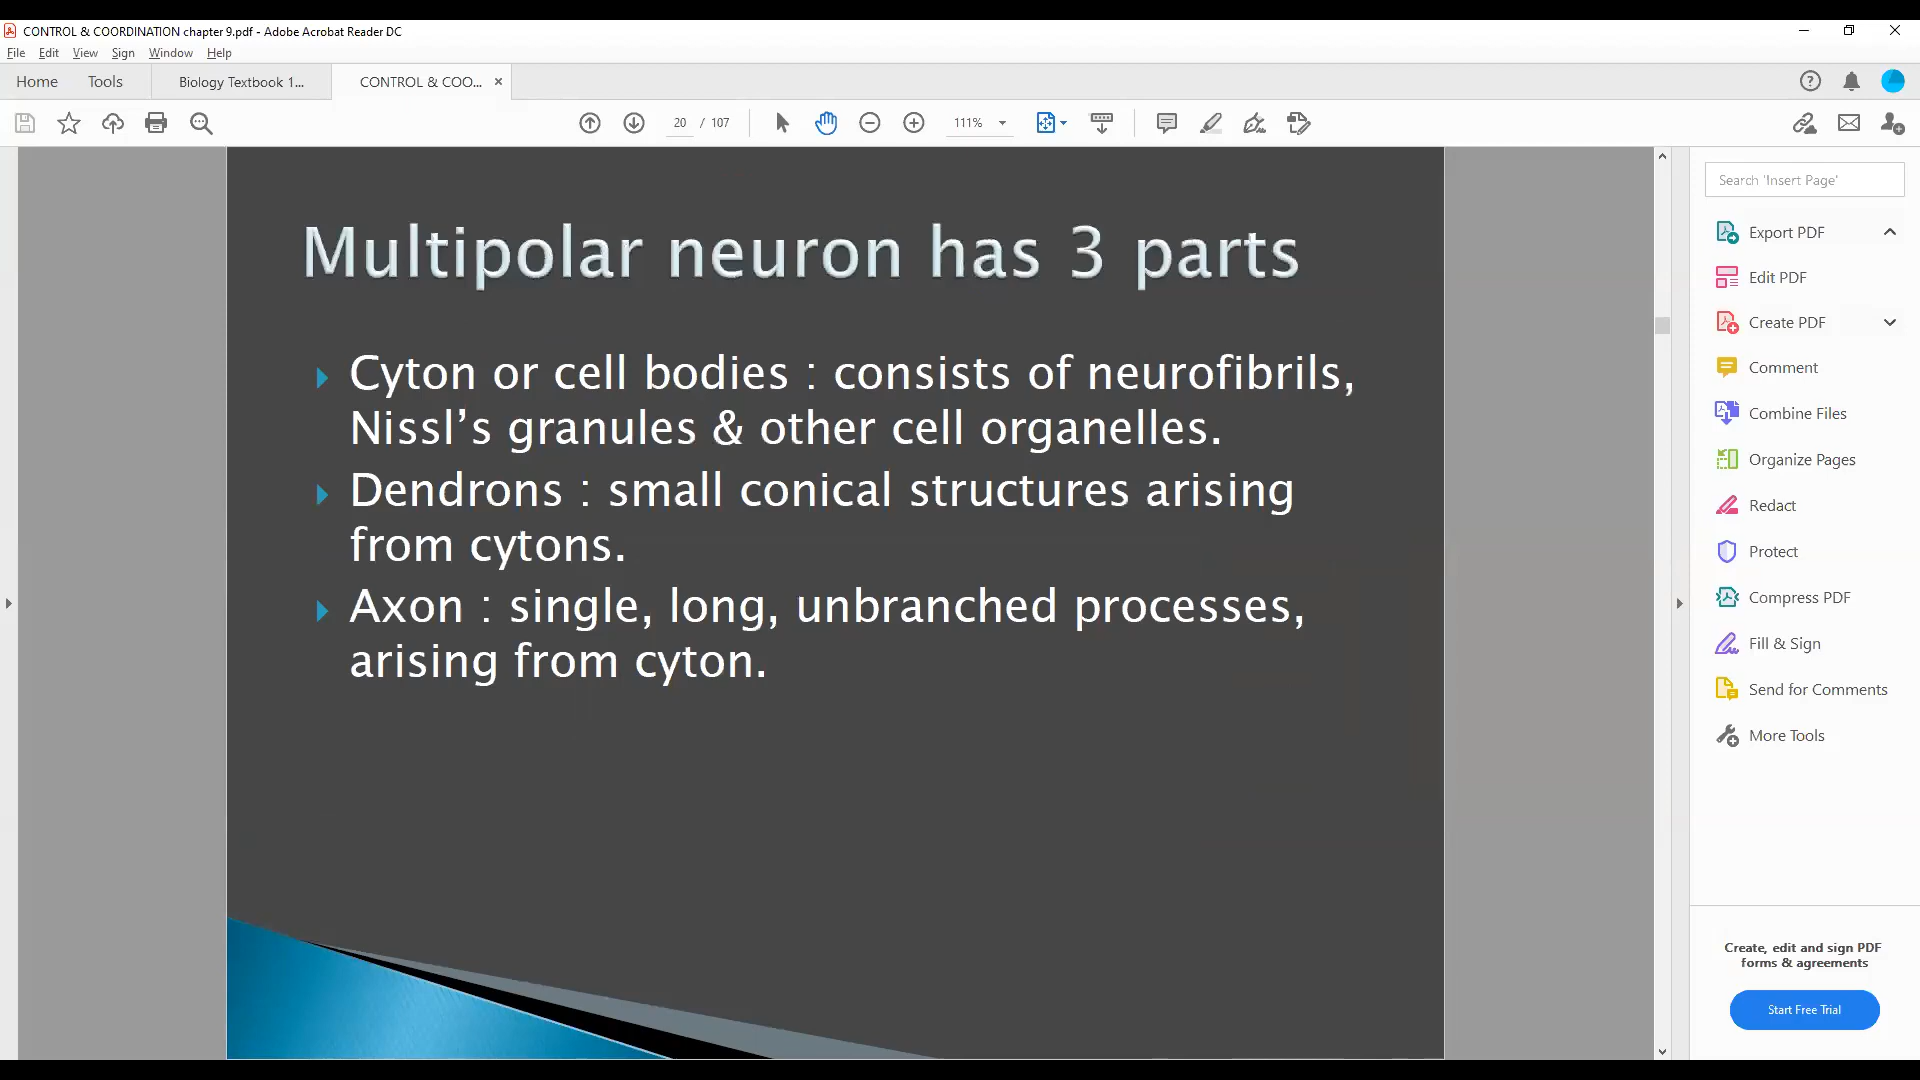 CONTROL & COORDINATION chapter 9.pdf - Adobe Acrobat Reader DC
File Edit View Sign Window Help
Home Tools Biology Textbook 1... CONTROL & COO... ×
20 / 107 111%
Search 'Insert Page'
Multipolar neuron has 3 parts
Cyton or cell bodies : consists of neurofibrils,
Nissl’s granules & other cell organelles.
Dendrons : small conical structures arising
from cytons.
Axon : single, long, unbranched processes,
arising from cyton.
Export PDF
Edit PDF
Create PDF
Comment
Combine Files
Organize Pages
Redact
Protect
Compress PDF
Fill & Sign
Send for Comments
More Tools
Create, edit and sign PDF
forms & agreements
Start Free Trial